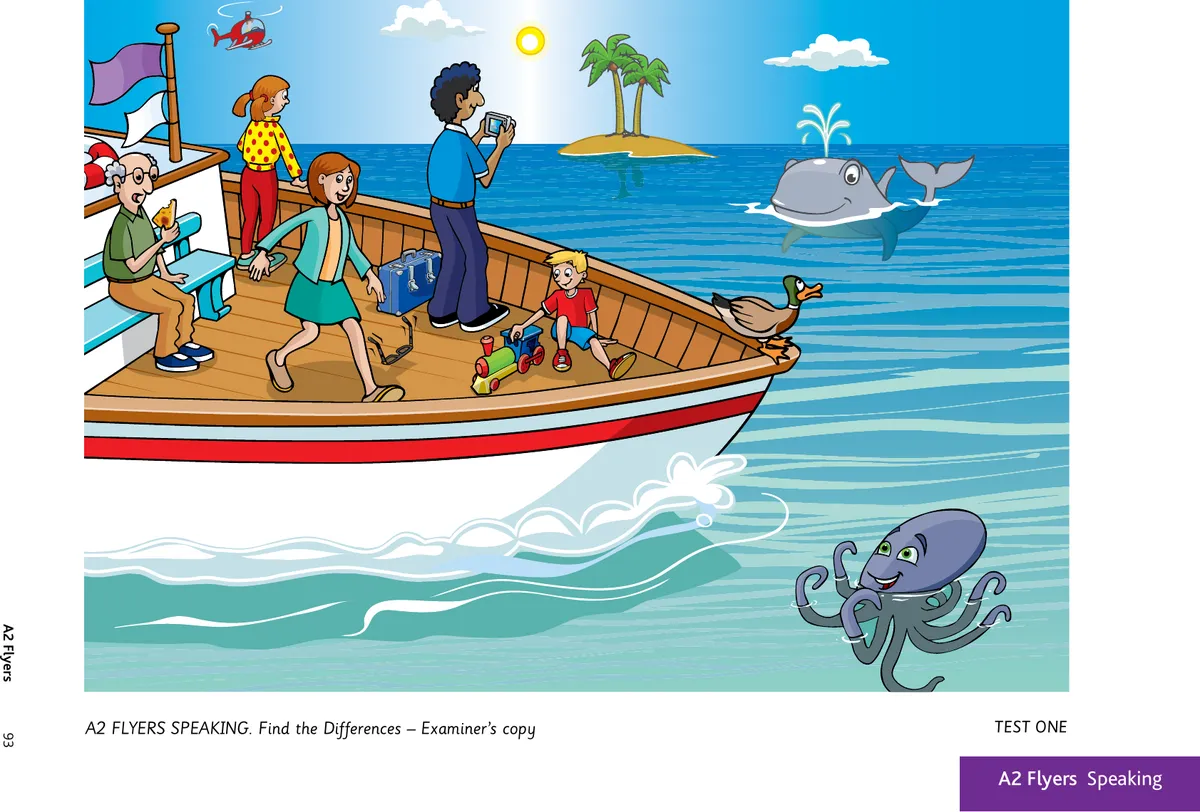 A2 FLYERS SPEAKING. Find the Differences – Examiner's copy
TEST ONE
A2 Flyers Speaking
A2 Flyers
93